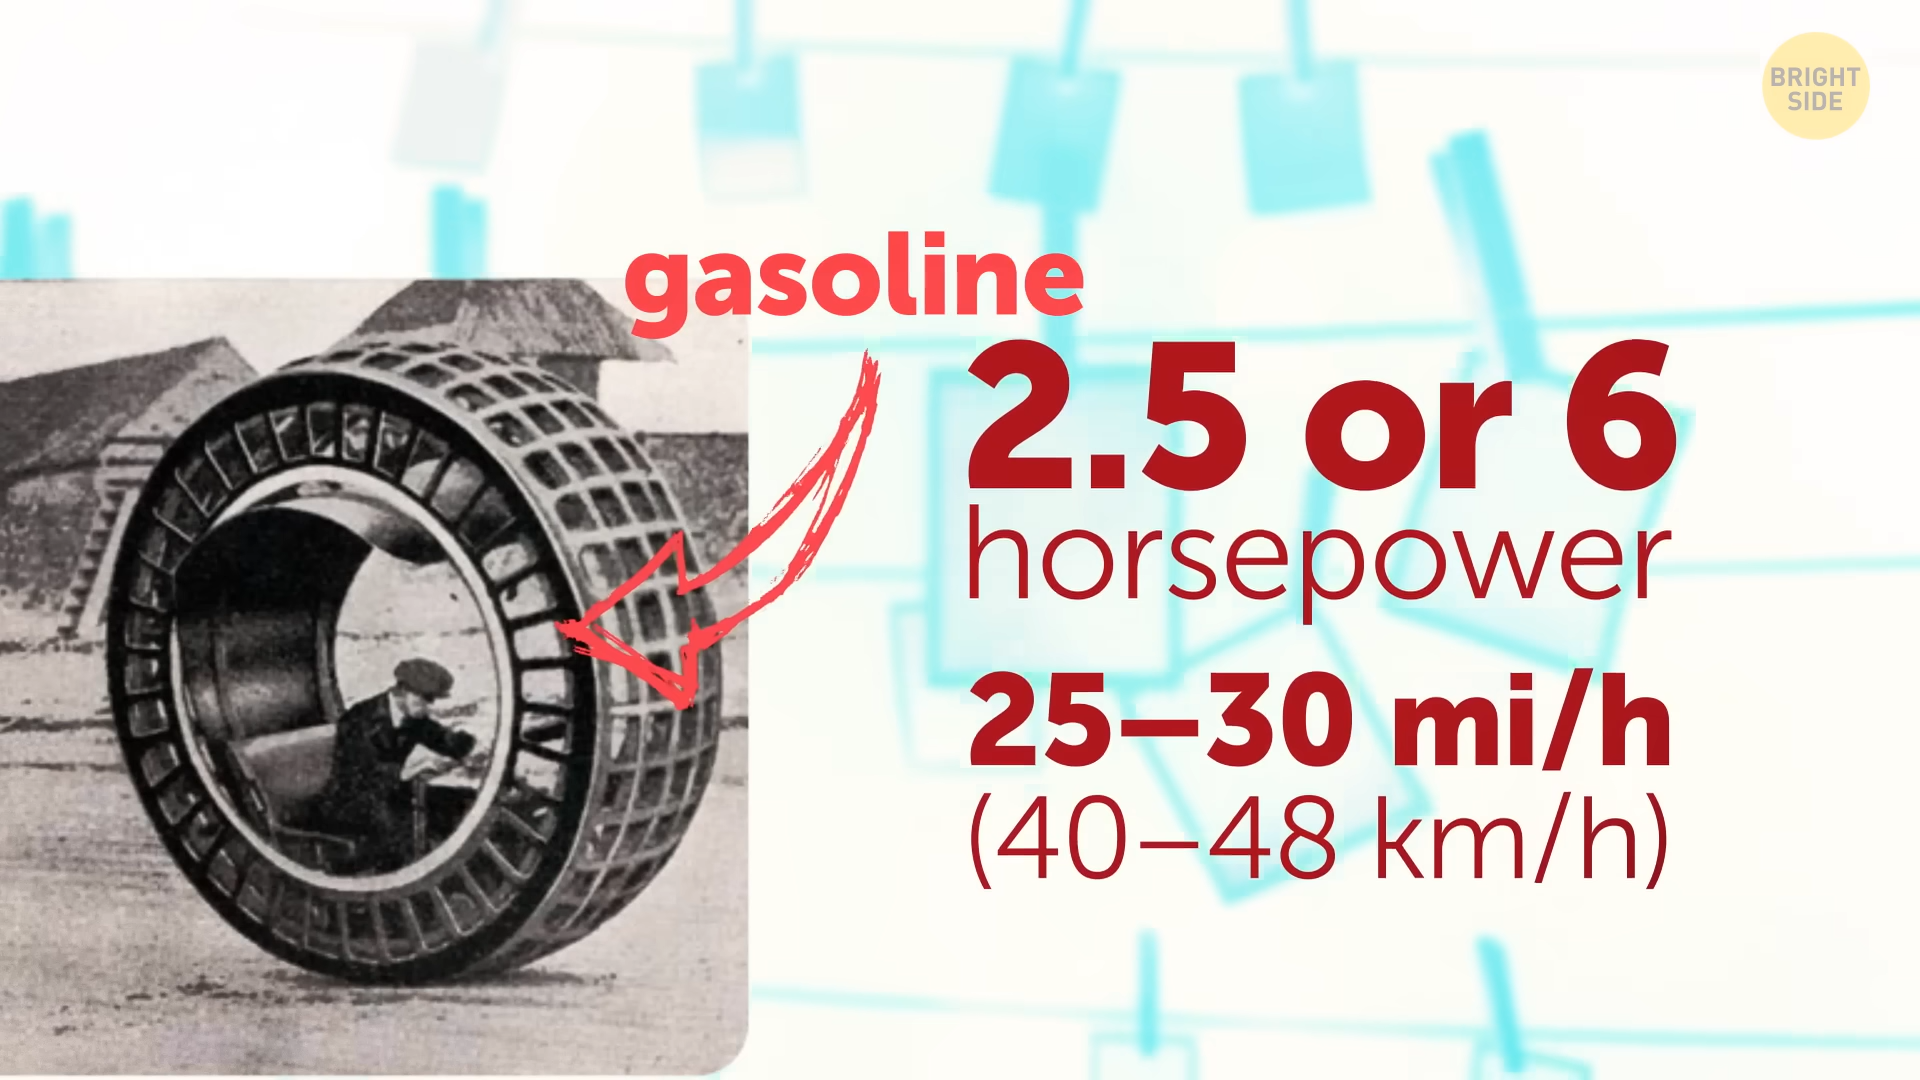 BRIGHT
SIDE
gasoline
2.5 or 6
horsepower
25–30 mi/h
(40–48 km/h)